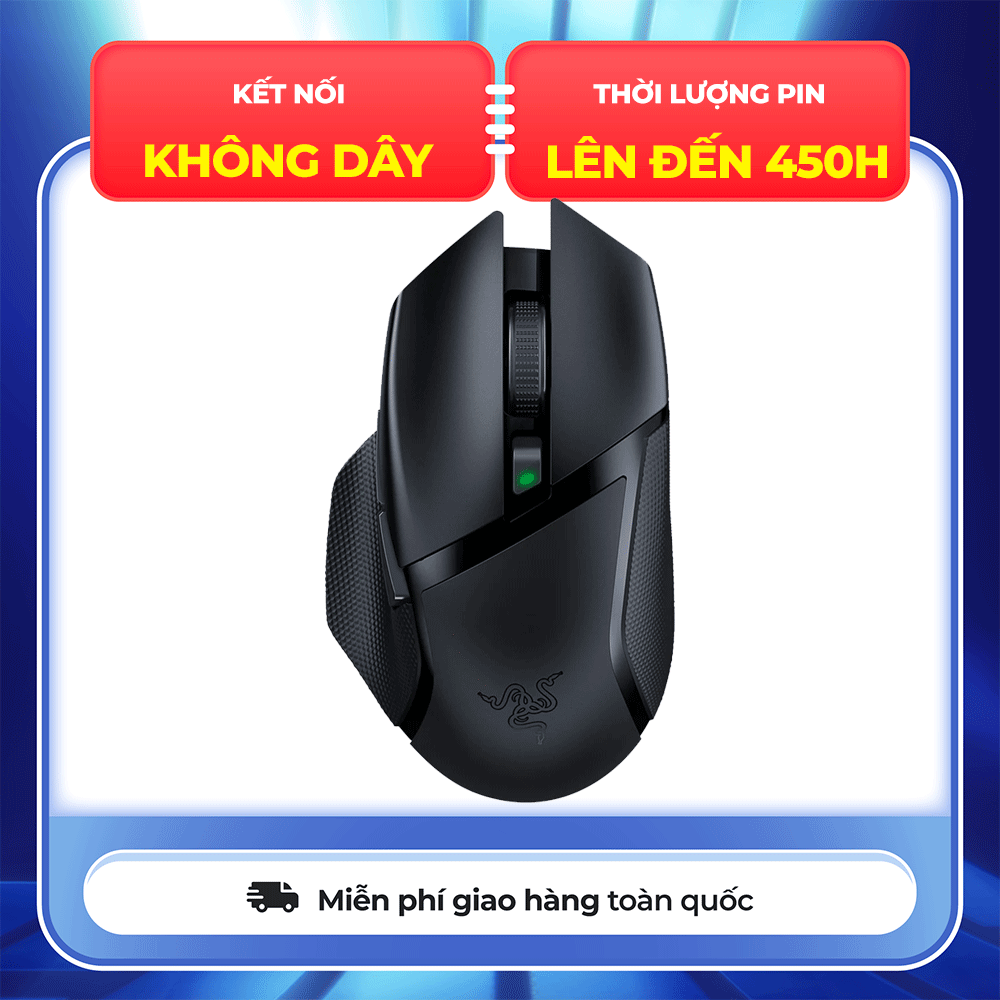 KẾT NỐI
KHÔNG DÂY
THỜI LƯỢNG PIN
LÊN ĐẾN 450H
Miễn phí giao hàng toàn quốc